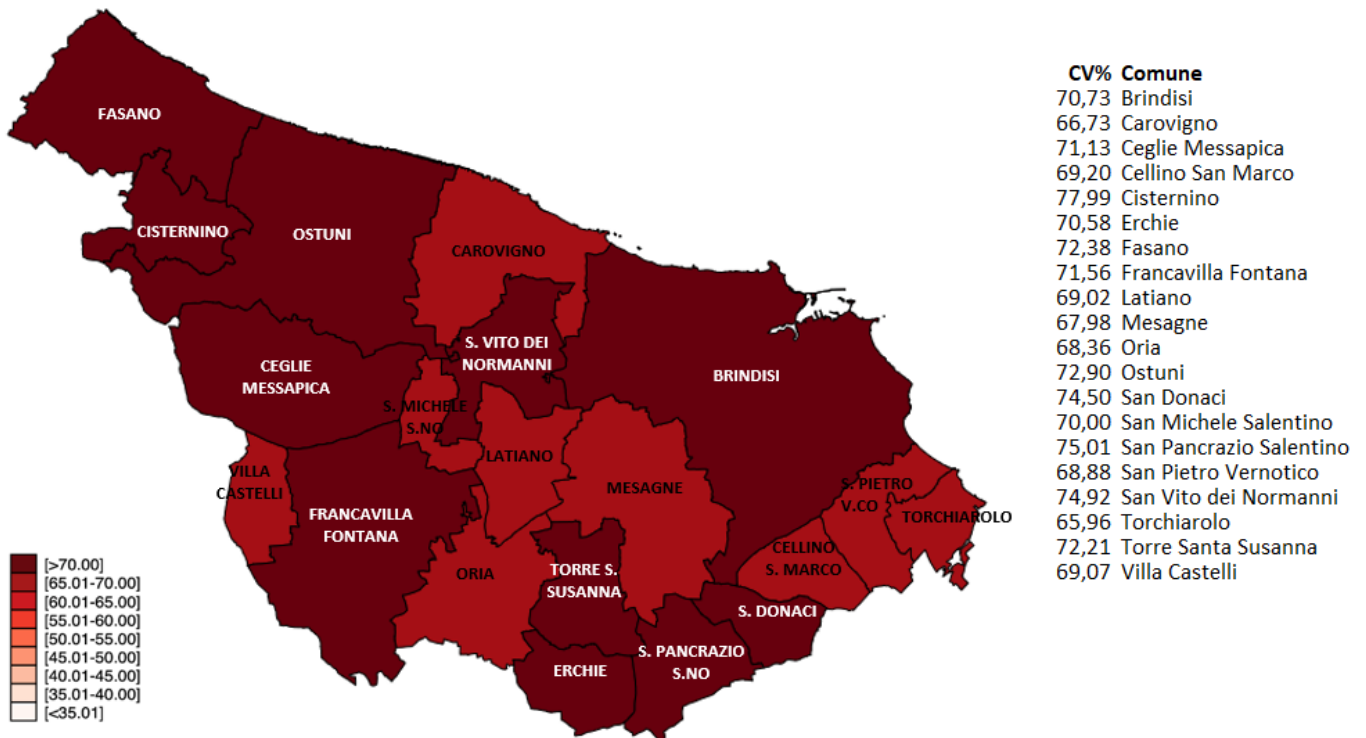 FASANO
CISTERNINO
OSTUNI
CAROVIGNO
S. VITO DEI
NORMANNI
BRINDISI
CEGLIE
MESSAPICA
S. MICHELE
S.NO
LATIANO
MESAGNE
VILLA
CASTELLI
FRANCAVILLA
FONTANA
S. PIETRO
V.CO
TORCHIAROLO
CELLINO
S. MARCO
ORIA
TORRE S.
SUSANNA
S. DONACI
S. PANCRAZIO
S.NO
ERCHIE
[>70.00]
[65.01-70.00]
[60.01-65.00]
[55.01-60.00]
[50.01-55.00]
[45.01-50.00]
[40.01-45.00]
[35.01-40.00]
[<35.01]
CV% Comune
70,73 Brindisi
66,73 Carovigno
71,13 Ceglie Messapica
69,20 Cellino San Marco
77,99 Cisternino
70,58 Erchie
72,38 Fasano
71,56 Francavilla Fontana
69,02 Latiano
67,98 Mesagne
68,36 Oria
72,90 Ostuni
74,50 San Donaci
70,00 San Michele Salentino
75,01 San Pancrazio Salentino
68,88 San Pietro Vernotico
74,92 San Vito dei Normanni
65,96 Torchiarolo
72,21 Torre Santa Susanna
69,07 Villa Castelli